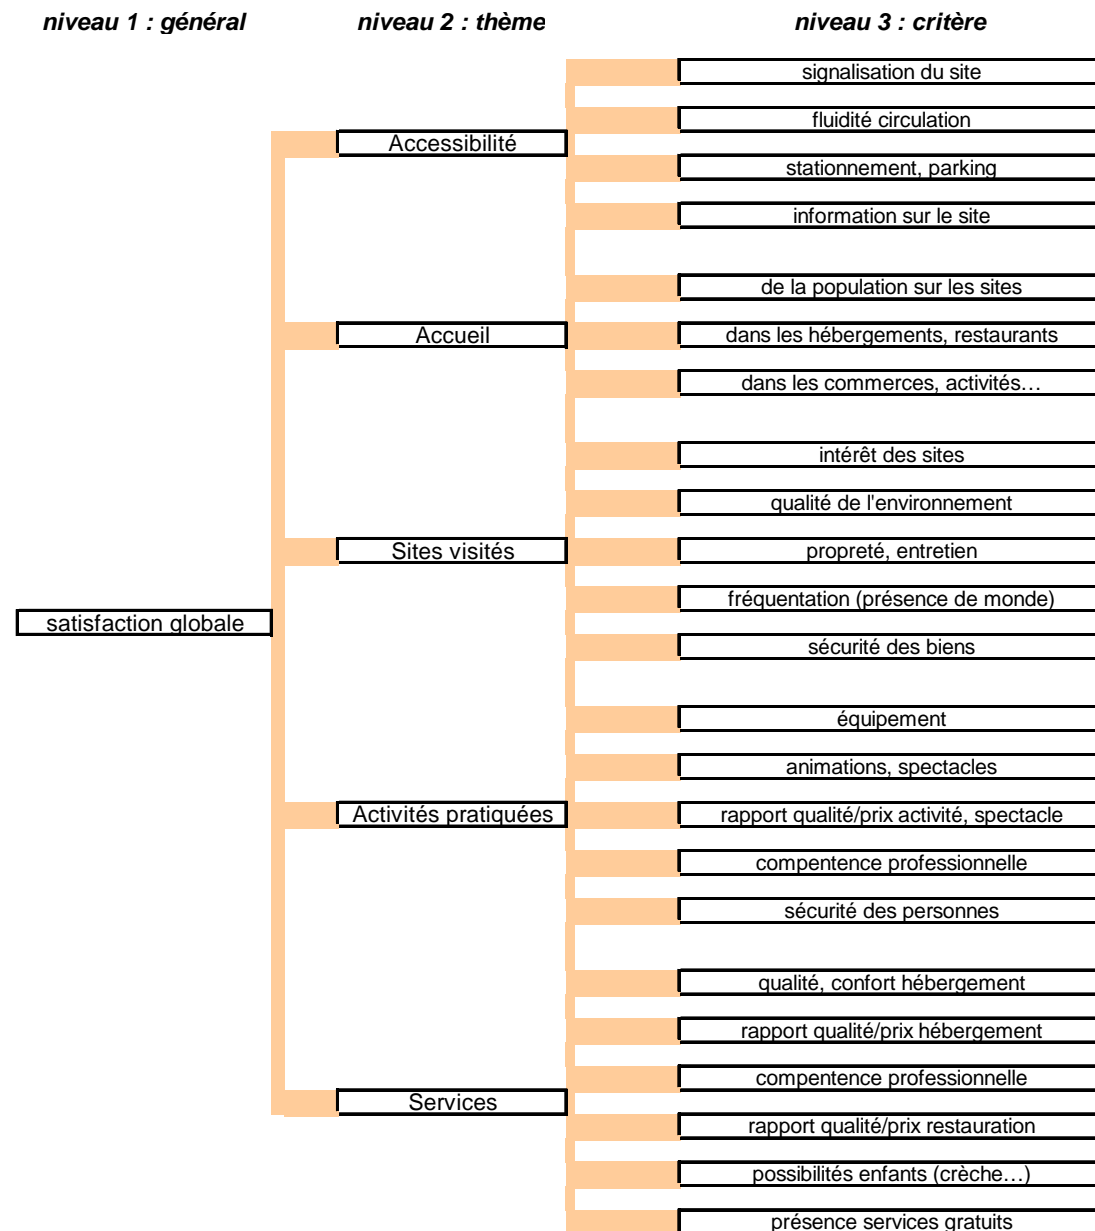 niveau 1 : général niveau 2 : thème niveau 3 : critère
signalisation du site
fluidité circulation
Accessibilité
stationnement, parking
information sur le site
de la population sur les sites
Accueil
dans les hébergements, restaurants
dans les commerces, activités…
intérêt des sites
qualité de l'environnement
Sites visités
propreté, entretien
fréquentation (présence de monde)
satisfaction globale
sécurité des biens
équipement
animations, spectacles
Activités pratiquées
rapport qualité/prix activité, spectacle
compentence professionnelle
sécurité des personnes
qualité, confort hébergement
rapport qualité/prix hébergement
compentence professionnelle
Services
rapport qualité/prix restauration
possibilités enfants (crèche…)
présence services gratuits